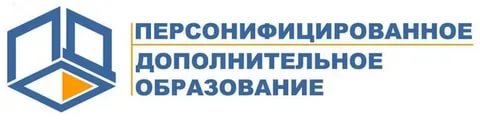 ПЕРСОНИФИЦИРОВАННОЕ
ДОПОЛНИТЕЛЬНОЕ
ОБРАЗОВАНИЕ